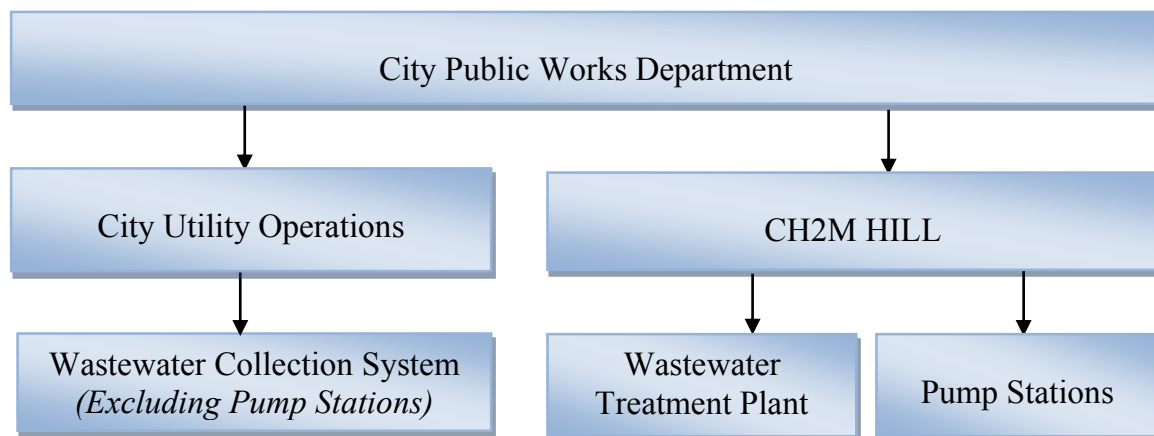 City Public Works Department
City Utility Operations
CH2M HILL
Wastewater Collection System
(Excluding Pump Stations)
Wastewater
Treatment Plant
Pump Stations